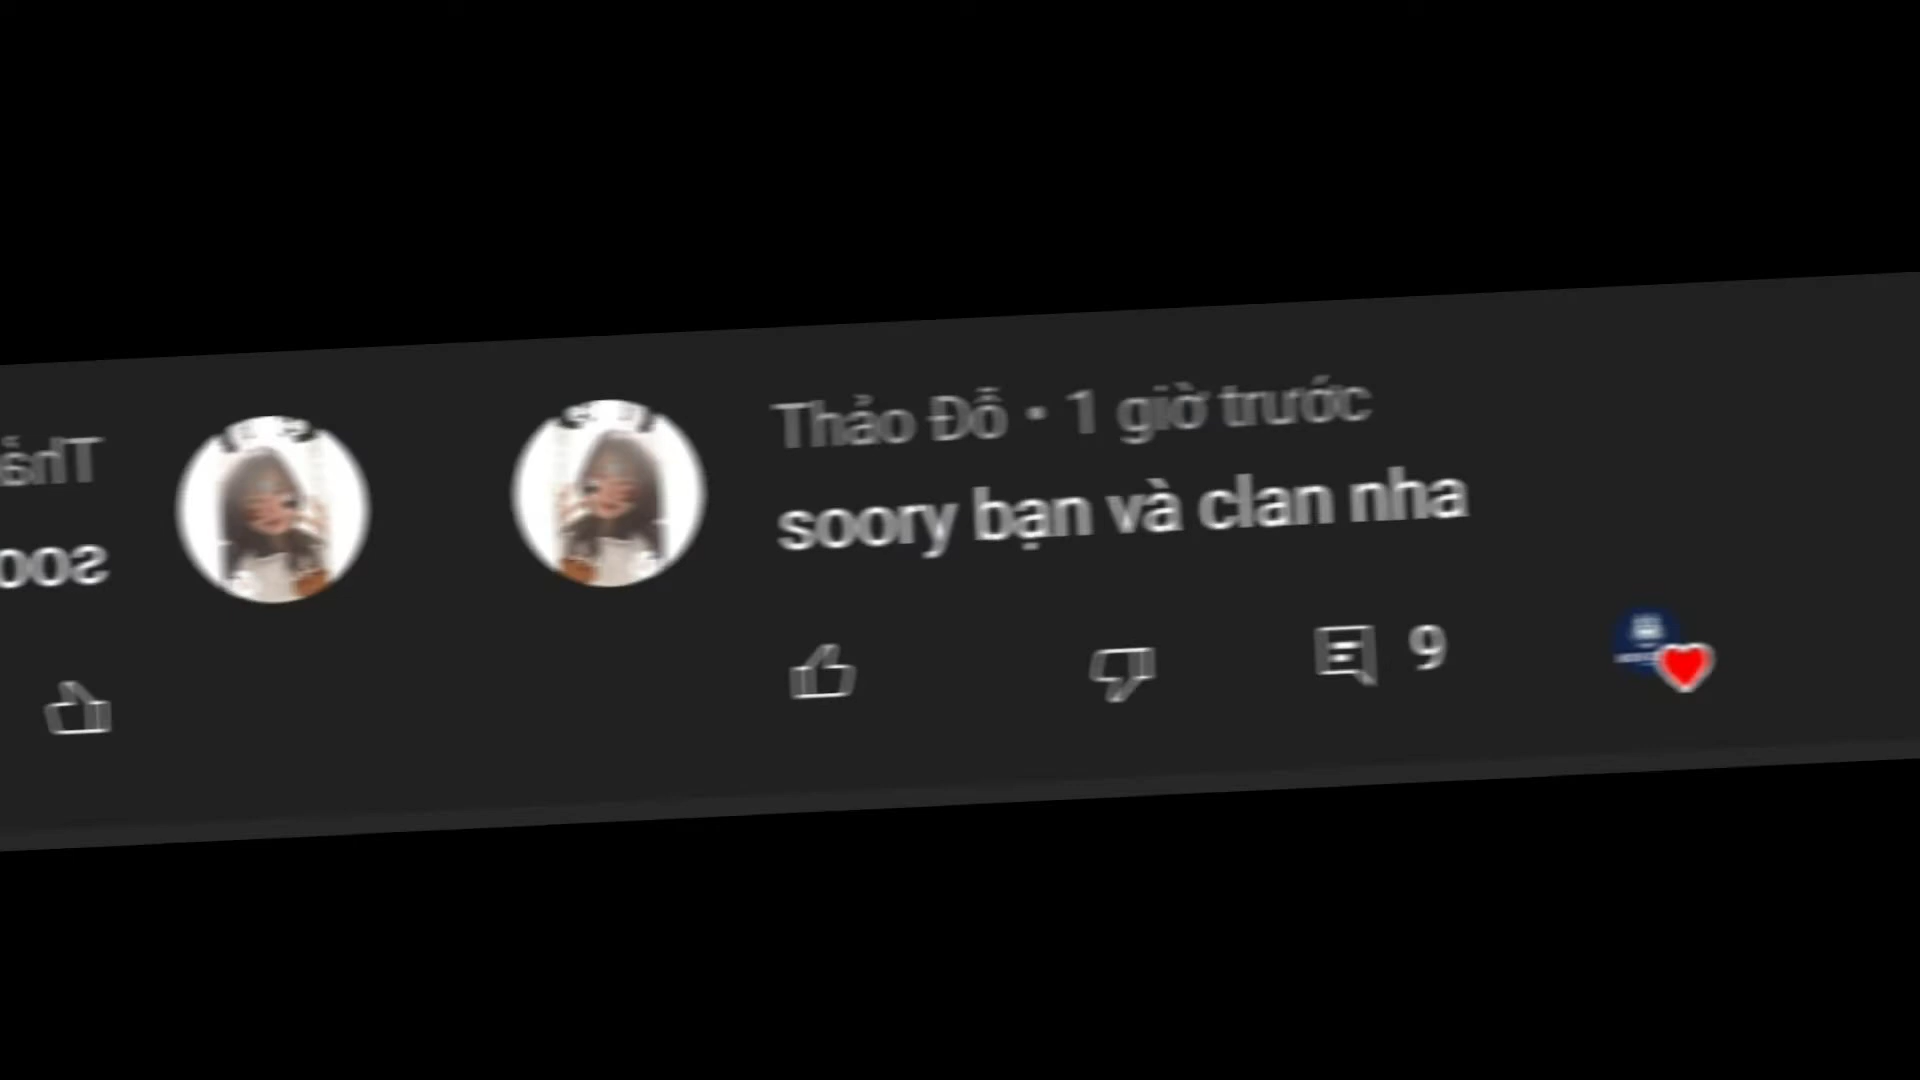 Thảo Đỗ • 1 giờ trước
soory bạn và clan nha
9